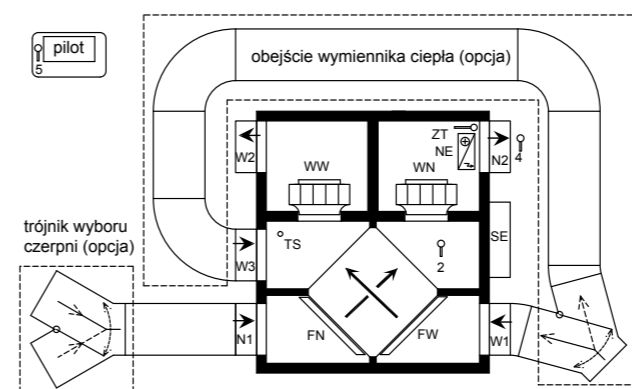 pilot
5
obejście wymiennika ciepła (opcja)
ZT
NE
W2
WW
WN
N2
4
trójnik wyboru
czerpni (opcja)
W3
TS
2
SE
N1
FN
FW
W1